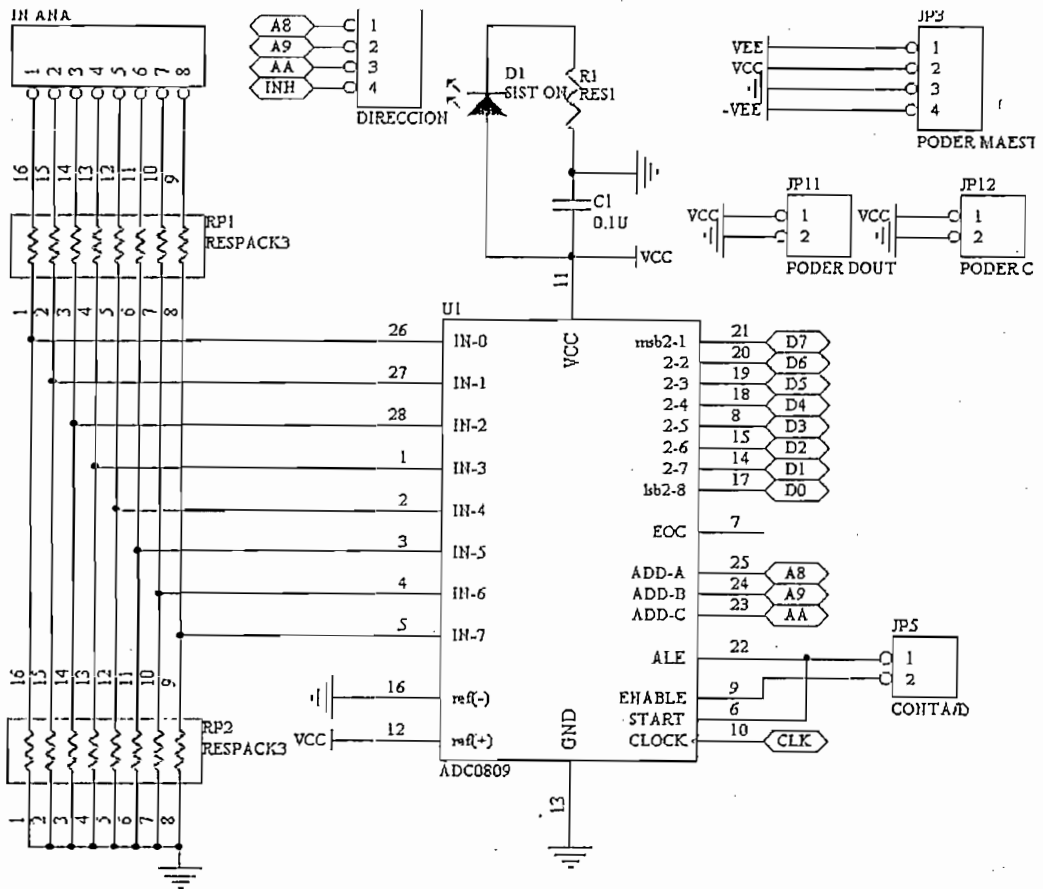 IN ANA
1 2 3 4 5 6 7 8
16 15 14 13 12 11 10 9
RP1
RESPACK3
1 2 3 4 5 6 7 8
A8 1
A9 2
AA 3
INH 4
DIRECCION
D1
SIST ON
R1
RES1
C1
0.1U
VCC
11
JP3
VEE 1
VCC 2
3
-VEE 4
PODER MAEST
JP11
VCC 1
2
PODER DOUT
JP12
VCC 1
2
PODER C
U1
VCC
26 IN-0
27 IN-1
28 IN-2
1 IN-3
2 IN-4
3 IN-5
4 IN-6
5 IN-7
16 ref(-)
VCC 12 ref(+)
ADC0809
GND
13
msb2-1 21 D7
2-2 20 D6
2-3 19 D5
2-4 18 D4
2-5 8 D3
2-6 15 D2
2-7 14 D1
lsb2-8 17 D0
EOC 7
ADD-A 25 A8
ADD-B 24 A9
ADD-C 23 AA
ALE 22
ENABLE 9
START 6
CLOCK 10 CLK
JP5
1
2
CONTA/D
16 15 14 13 12 11 10 9
RP2
RESPACK3
1 2 3 4 5 6 7 8